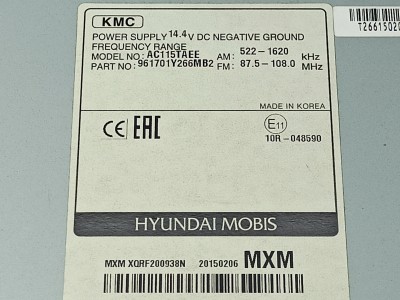 KMC
T26615020
POWER SUPPLY 14.4V DC NEGATIVE GROUND
FREQUENCY RANGE
MODEL NO: AC115TAEE AM: 522-1620 kHz
PART NO: 961701Y266MB2 FM: 87.5-108.0 MHz
MADE IN KOREA
CE EAC E11
10R-048590
HYUNDAI MOBIS
MXM XQRF200938N 20150206 MXM